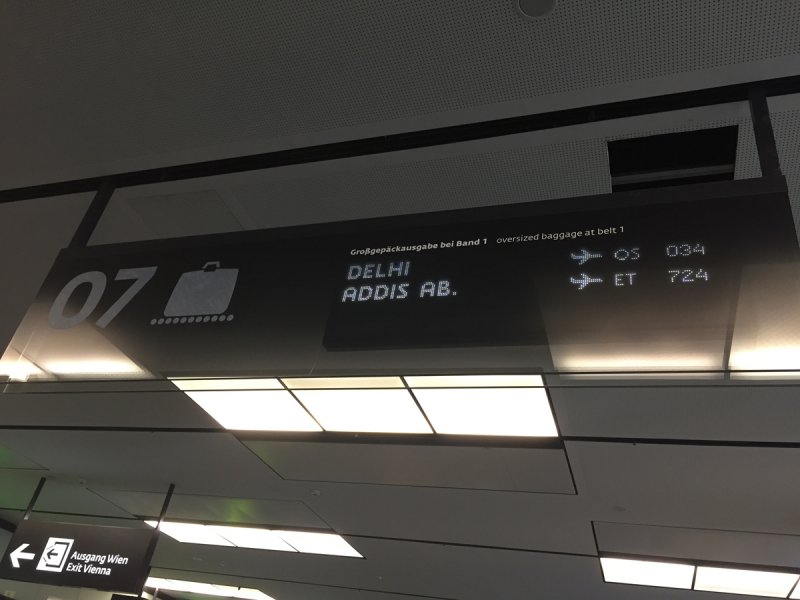 07
Großgepäckausgabe bei Band 1 oversized baggage at belt 1
DELHI OS 034
ADDIS AB. ET 724
Ausgang Wien
Exit Vienna